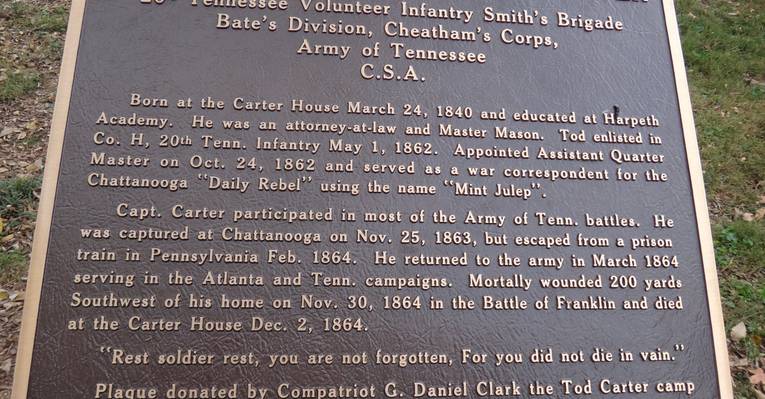 Tennessee Volunteer Infantry Smith's Brigade
Bate's Division, Cheatham's Corps,
Army of Tennessee
C.S.A.
Born at the Carter House March 24, 1840 and educated at Harpeth
Academy. He was an attorney-at-law and Master Mason. Tod enlisted in
Co. H, 20th Tenn. Infantry May 1, 1862. Appointed Assistant Quarter
Master on Oct. 24, 1862 and served as a war correspondent for the
Chattanooga "Daily Rebel" using the name "Mint Julep".
Capt. Carter participated in most of the Army of Tenn. battles. He
was captured at Chattanooga on Nov. 25, 1863, but escaped from a prison
train in Pennsylvania Feb. 1864. He returned to the army in March 1864
serving in the Atlanta and Tenn. campaigns. Mortally wounded 200 yards
Southwest of his home on Nov. 30, 1864 in the Battle of Franklin and died
at the Carter House Dec. 2, 1864.
"Rest soldier rest, you are not forgotten, For you did not die in vain."
Plaque donated by Compatriot G. Daniel Clark the Tod Carter camp